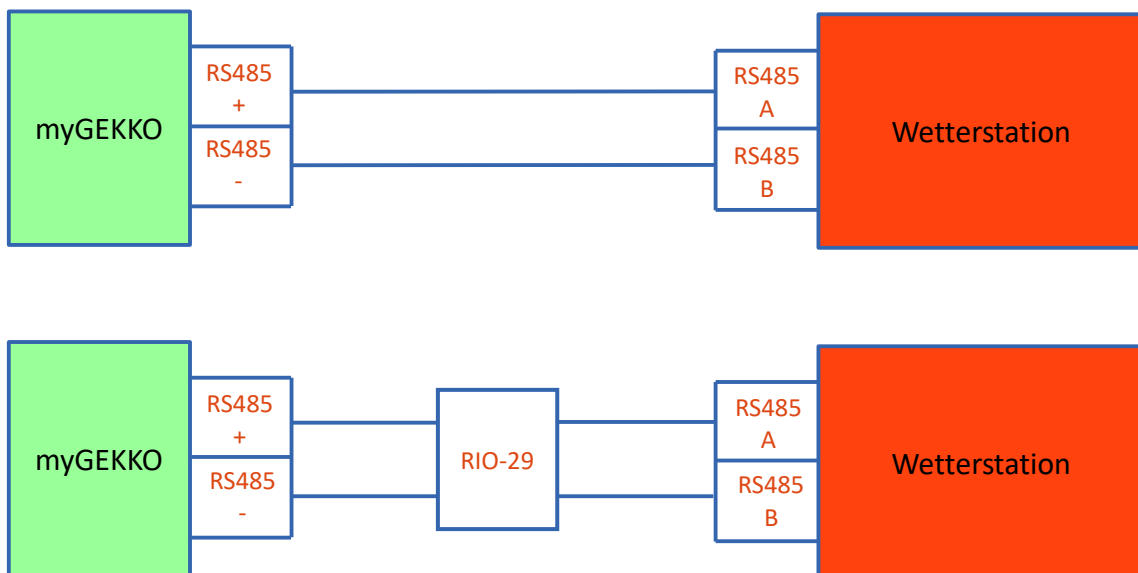 myGEKKO
RS485
+
RS485
-
RS485
A
RS485
B
Wetterstation
myGEKKO
RS485
+
RS485
-
RIO-29
RS485
A
RS485
B
Wetterstation